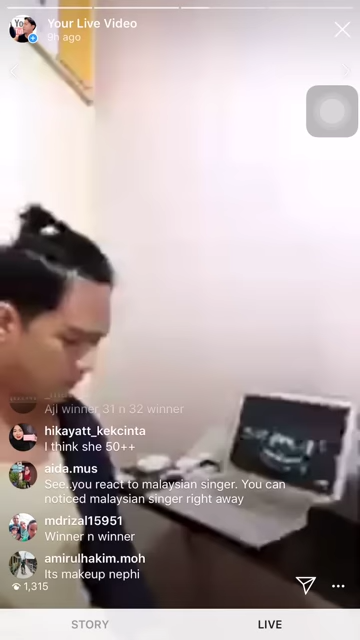 Your Live Video
9h ago
Ajl winner 31 n 32 winner
hikayatt_kekcinta
I think she 50++
aida.mus
See..you react to malaysian singer. You can
noticed malaysian singer right away
mdrizal15951
Winner n winner
amirulhakim.moh
Its makeup nephi
1,315
STORY
LIVE